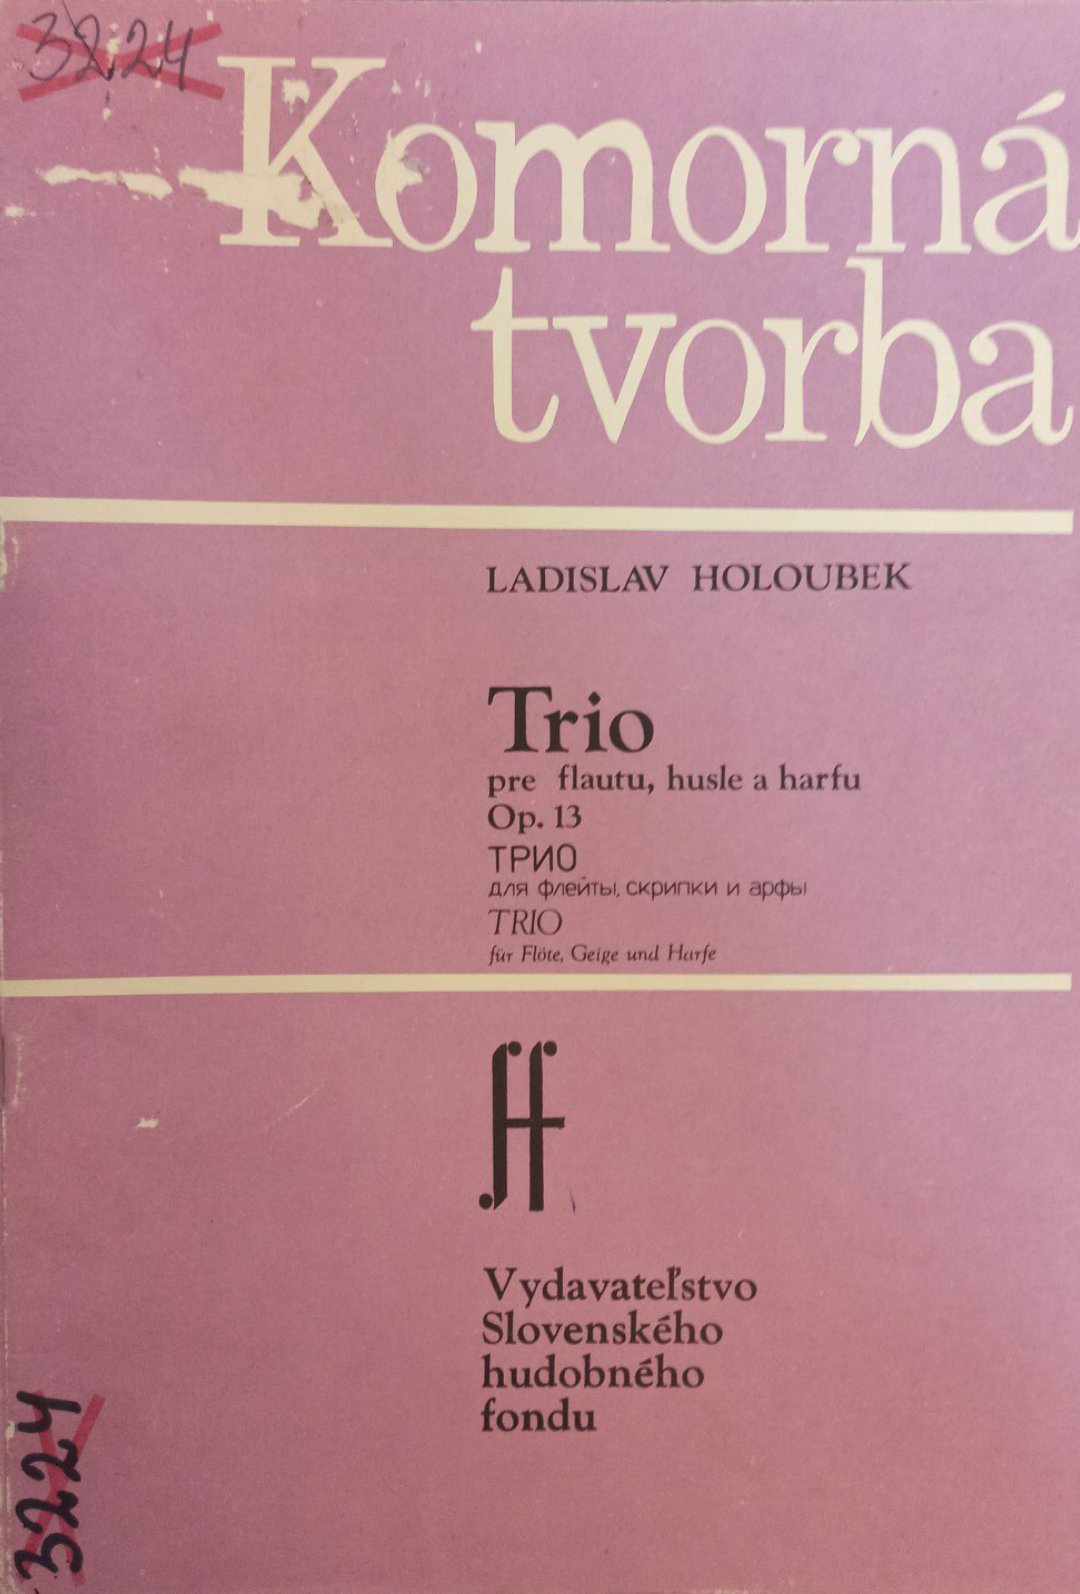 3224
Komorná
tvorba
LADISLAV HOLOUBEK
Trio
pre flautu, husle a harfu
Op. 13
ТРИО
для флейты, скрипки и арфы
TRIO
für Flöte, Geige und Harfe
Vydavateľstvo
Slovenského
hudobného
fondu
3224